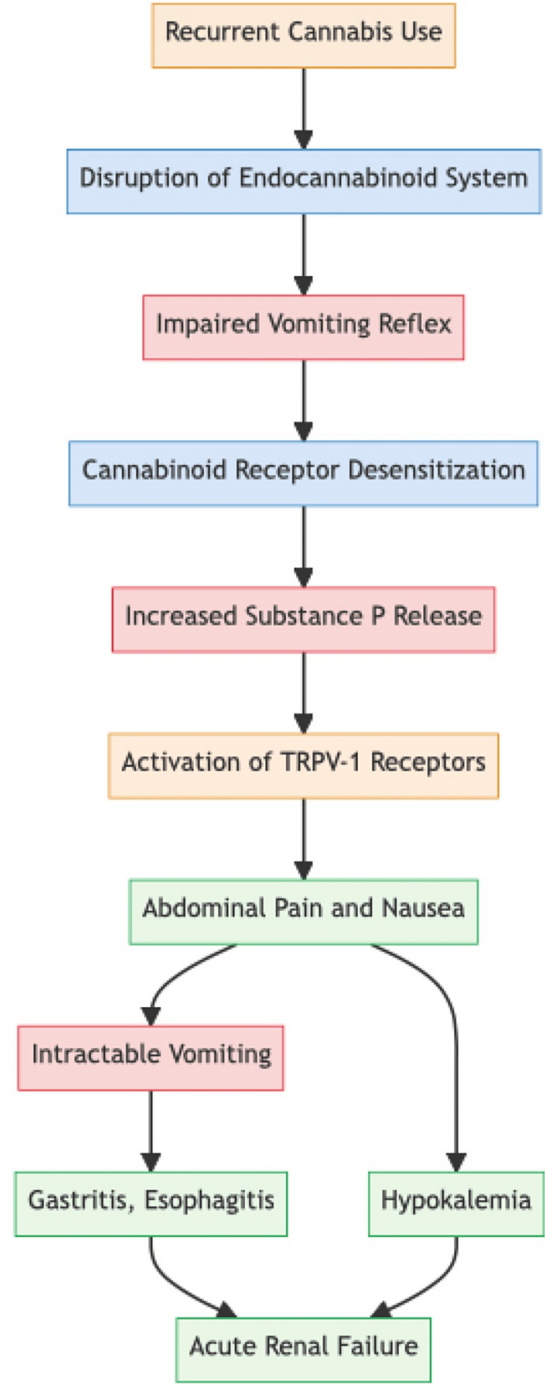 Recurrent Cannabis Use
Disruption of Endocannabinoid System
Impaired Vomiting Reflex
Cannabinoid Receptor Desensitization
Increased Substance P Release
Activation of TRPV-1 Receptors
Abdominal Pain and Nausea
Intractable Vomiting
Gastritis, Esophagitis
Hypokalemia
Acute Renal Failure